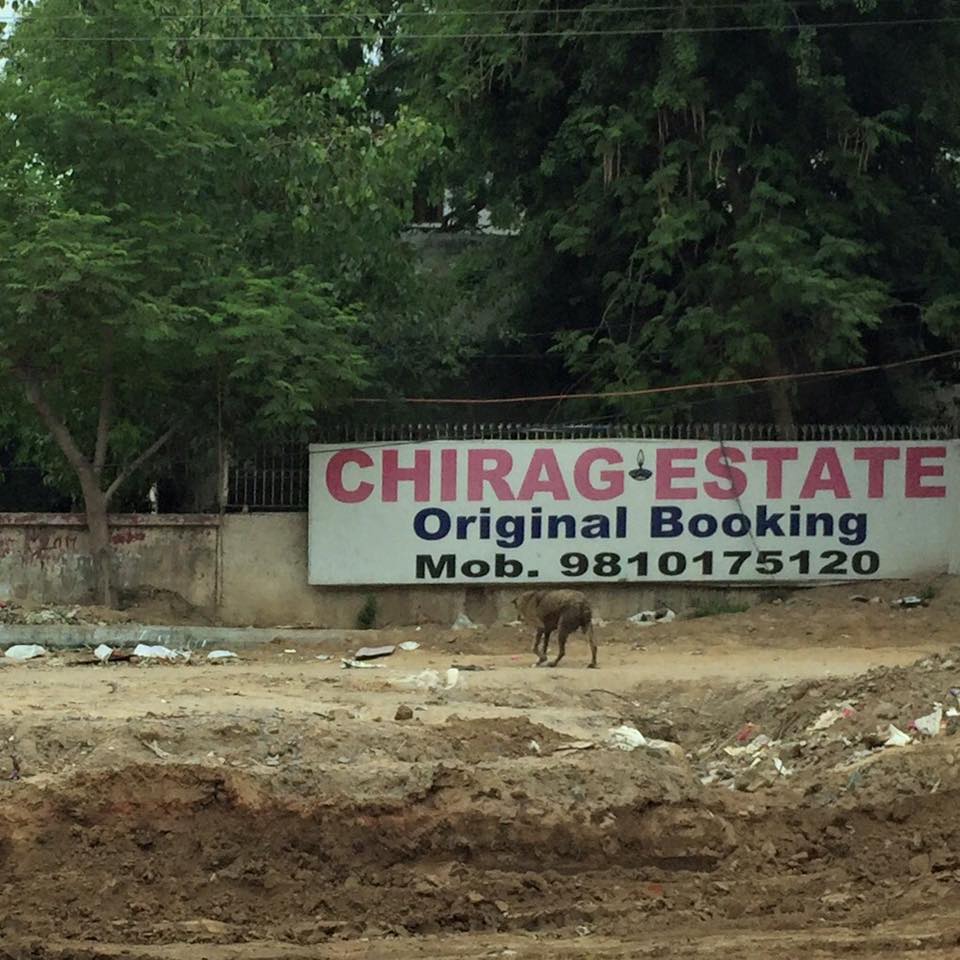 CHIRAG ESTATE
Original Booking
Mob. 9810175120